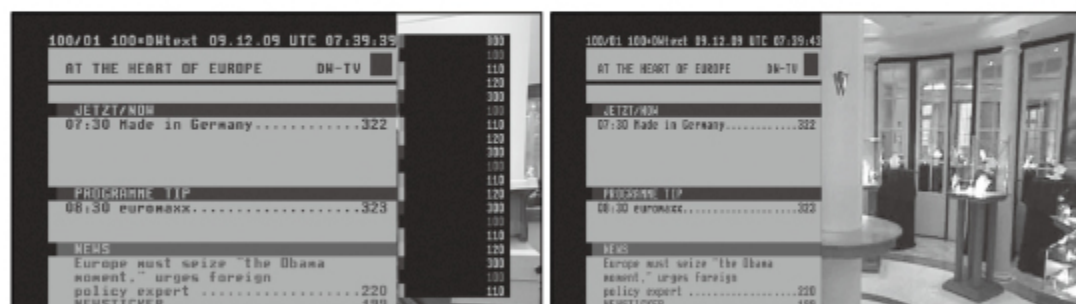 100/01 100*DWtext 09.12.09 UTC 07:39:39
AT THE HEART OF EUROPE DW-TV
JETZT/NOW
07:30 Made in Germany............322
PROGRAMME TIP
08:30 euromaxx..................323
NEWS
Europe must seize "the Obama
moment," urges foreign
policy expert ................220
NEWSTICKER
300
100
110
120
300
100
110
120
300
100
110
120
300
100
110
120
300
100
110
100/01 100*DWtext 09.12.09 UTC 07:39:43
AT THE HEART OF EUROPE DW-TV
JETZT/NOW
07:30 Made in Germany............322
PROGRAMME TIP
08:30 euromaxx..................323
NEWS
Europe must seize "the Obama
moment," urges foreign
policy expert ................220
NEWSTICKER